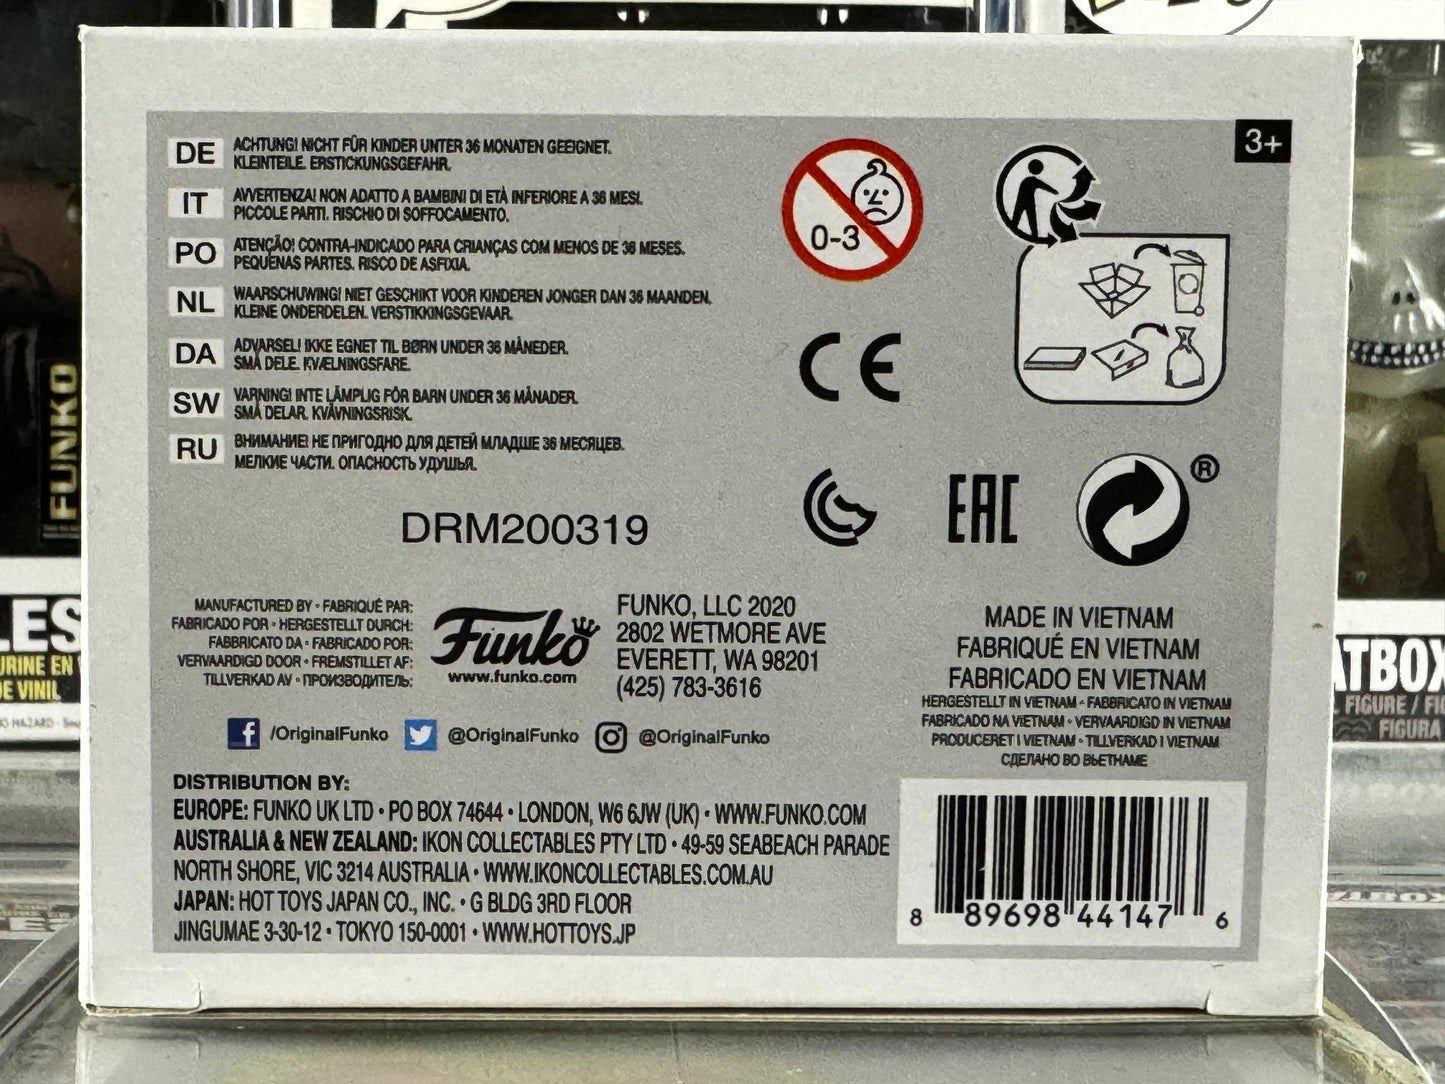 3+
DE ACHTUNG! NICHT FÜR KINDER UNTER 36 MONATEN GEEIGNET.
KLEINTEILE. ERSTICKUNGSGEFAHR.
IT AVVERTENZA! NON ADATTO A BAMBINI DI ETÀ INFERIORE A 36 MESI.
PICCOLE PARTI. RISCHIO DI SOFFOCAMENTO.
PO ATENÇÃO! CONTRA-INDICADO PARA CRIANÇAS COM MENOS DE 36 MESES.
PEQUENAS PARTES. RISCO DE ASFIXIA.
NL WAARSCHUWING! NIET GESCHIKT VOOR KINDEREN JONGER DAN 36 MAANDEN.
KLEINE ONDERDELEN. VERSTIKKINGSGEVAAR.
DA ADVARSEL! IKKE EGNET TIL BØRN UNDER 36 MÅNEDER.
SMÅ DELE. KVÆLNINGSFARE.
SW VARNING! INTE LÄMPLIG FÖR BARN UNDER 36 MÅNADER.
SMÅ DELAR. KVÄVNINGSRISK.
RU ВНИМАНИЕ! НЕ ПРИГОДНО ДЛЯ ДЕТЕЙ МЛАДШЕ 36 МЕСЯЦЕВ.
МЕЛКИЕ ЧАСТИ. ОПАСНОСТЬ УДУШЬЯ.
0-3
CE
EAC
®
DRM200319
MANUFACTURED BY • FABRIQUÉ PAR:
FABRICADO POR • HERGESTELLT DURCH:
FABBRICATO DA • FABRICADO POR:
VERVAARDIGD DOOR • FREMSTILLET AF:
TILLVERKAD AV • ПРОИЗВОДИТЕЛЬ:
Funko
www.funko.com
FUNKO, LLC 2020
2802 WETMORE AVE
EVERETT, WA 98201
(425) 783-3616
MADE IN VIETNAM
FABRIQUÉ EN VIETNAM
FABRICADO EN VIETNAM
HERGESTELLT IN VIETNAM • FABBRICATO IN VIETNAM
FABRICADO NA VIETNAM • VERVAARDIGD IN VIETNAM
PRODUCERET I VIETNAM • TILLVERKAD I VIETNAM
СДЕЛАНО ВО ВЬЕТНАМЕ
/OriginalFunko @OriginalFunko @OriginalFunko
DISTRIBUTION BY:
EUROPE: FUNKO UK LTD • PO BOX 74644 • LONDON, W6 6JW (UK) • WWW.FUNKO.COM
AUSTRALIA & NEW ZEALAND: IKON COLLECTABLES PTY LTD • 49-59 SEABEACH PARADE
NORTH SHORE, VIC 3214 AUSTRALIA • WWW.IKONCOLLECTABLES.COM.AU
JAPAN: HOT TOYS JAPAN CO., INC. • G BLDG 3RD FLOOR
JINGUMAE 3-30-12 • TOKYO 150-0001 • WWW.HOTTOYS.JP
8 89698 44147 6
FUNKO
LES
URINE EN
DE VINIL
ATBOX
FIGURE / FI
FIGURA